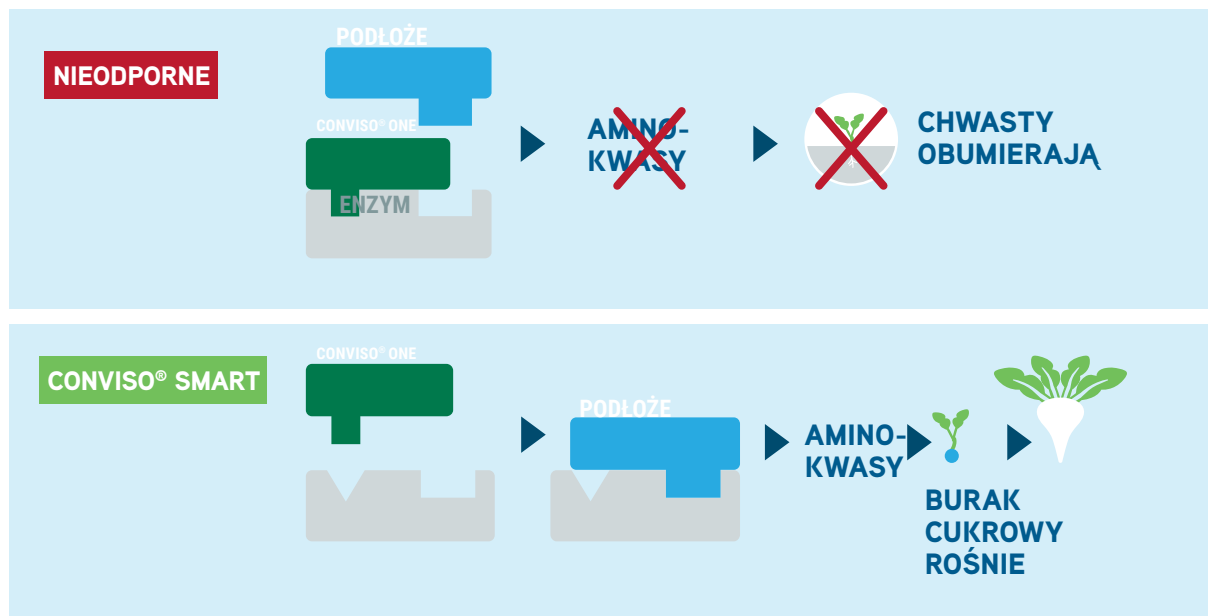 NIEODPORNE
PODŁOŻE
CONVISO® ONE
ENZYM
AMINO-
KWASY
CHWASTY
OBUMIERAJĄ
CONVISO® SMART
CONVISO® ONE
PODŁOŻE
AMINO-
KWASY
BURAK
CUKROWY
ROŚNIE